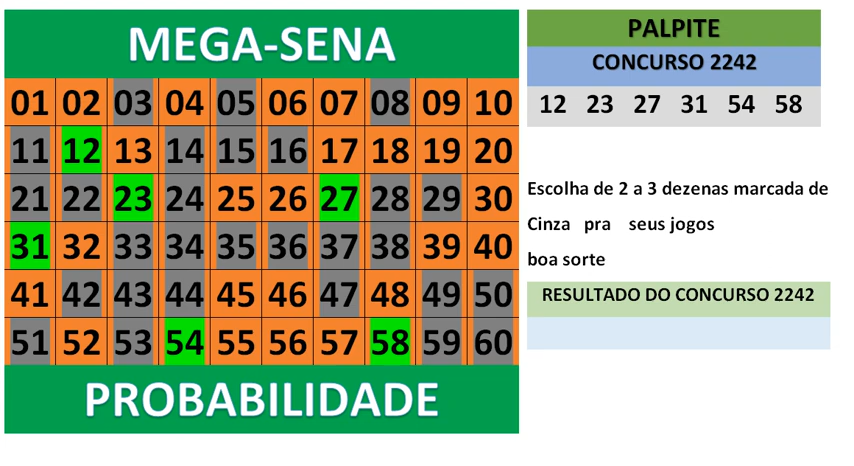 MEGA-SENA
01 02 03 04 05 06 07 08 09 10
11 12 13 14 15 16 17 18 19 20
21 22 23 24 25 26 27 28 29 30
31 32 33 34 35 36 37 38 39 40
41 42 43 44 45 46 47 48 49 50
51 52 53 54 55 56 57 58 59 60
PROBABILIDADE
PALPITE
CONCURSO 2242
12 23 27 31 54 58
Escolha de 2 a 3 dezenas marcada de
Cinza pra seus jogos
boa sorte
RESULTADO DO CONCURSO 2242